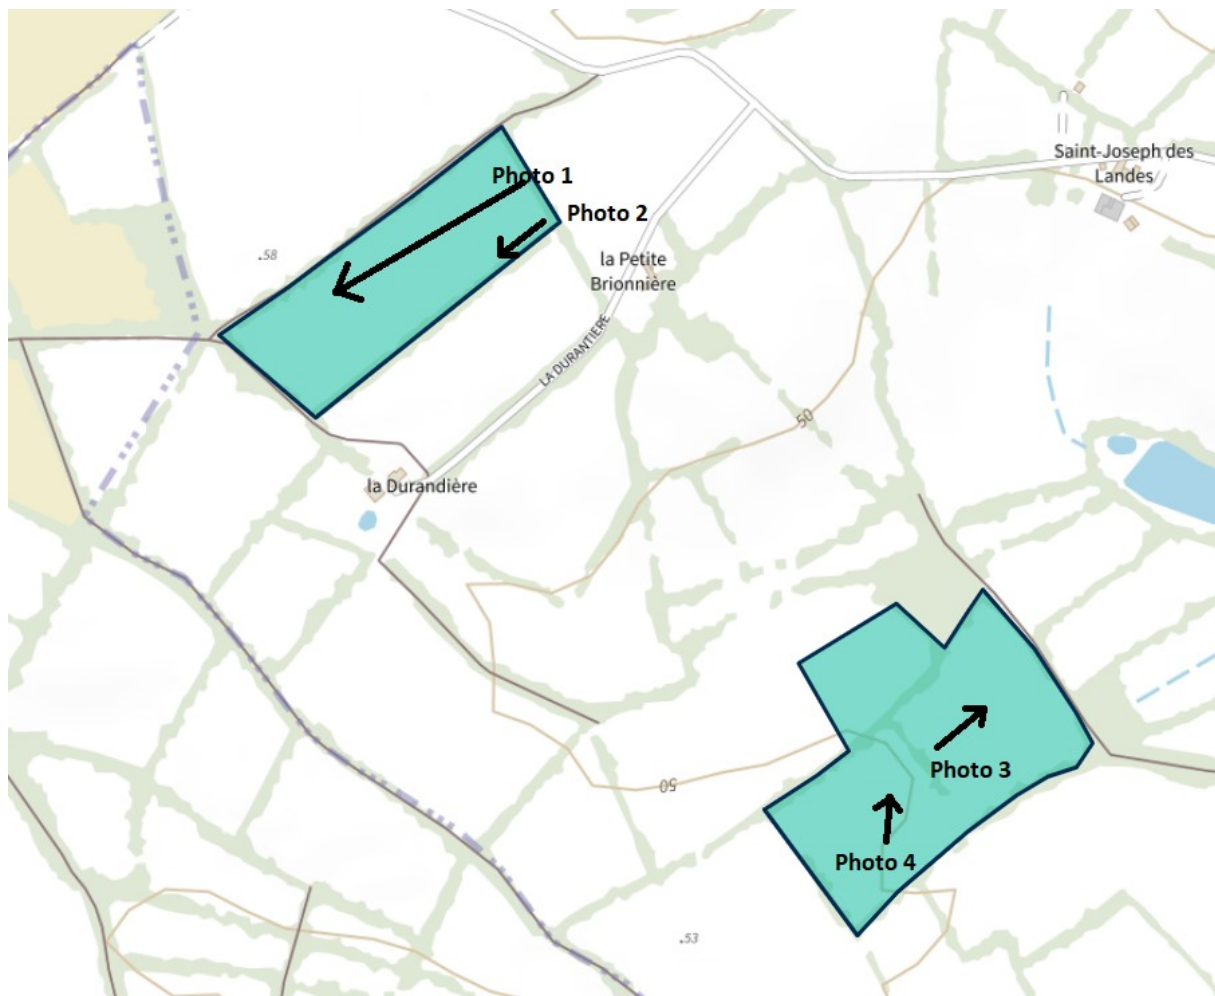 Saint-Joseph des
Landes
Photo 1
Photo 2
.58
la Petite
Brionnière
LA DURANTIERE
50
la Durandière
Photo 3
50
Photo 4
.53